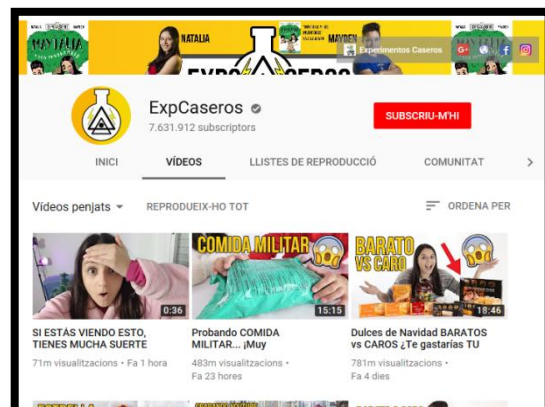 NATALIA
MAYDEN
MAY TALIA
Experimentos Caseros
ExpCaseros
7.631.912 subscriptors
SUBSCRIU-M'HI
INICI
VÍDEOS
LLISTES DE REPRODUCCIÓ
COMUNITAT
Vídeos penjats
REPRODUEIX-HO TOT
ORDENA PER
0:36
COMIDA MILITAR
15:15
BARATO
VS CARO
18:46
SI ESTÁS VIENDO ESTO,
TIENES MUCHA SUERTE
71m visualitzacions • Fa 1 hora
Probando COMIDA
MILITAR... ¡Muy
483m visualitzacions •
Fa 23 hores
Dulces de Navidad BARATOS
vs CAROS ¿Te gastarías TU
781m visualitzacions •
Fa 4 dies